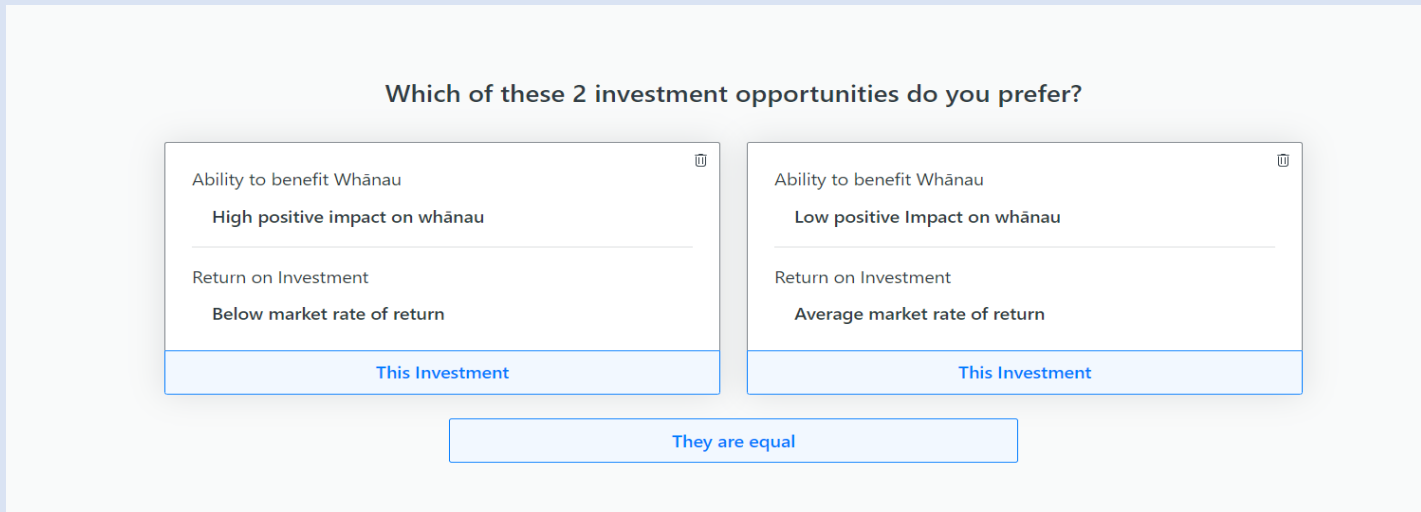 Which of these 2 investment opportunities do you prefer?
Ability to benefit Whānau
High positive impact on whānau
Return on Investment
Below market rate of return
This Investment
Ability to benefit Whānau
Low positive Impact on whānau
Return on Investment
Average market rate of return
This Investment
They are equal